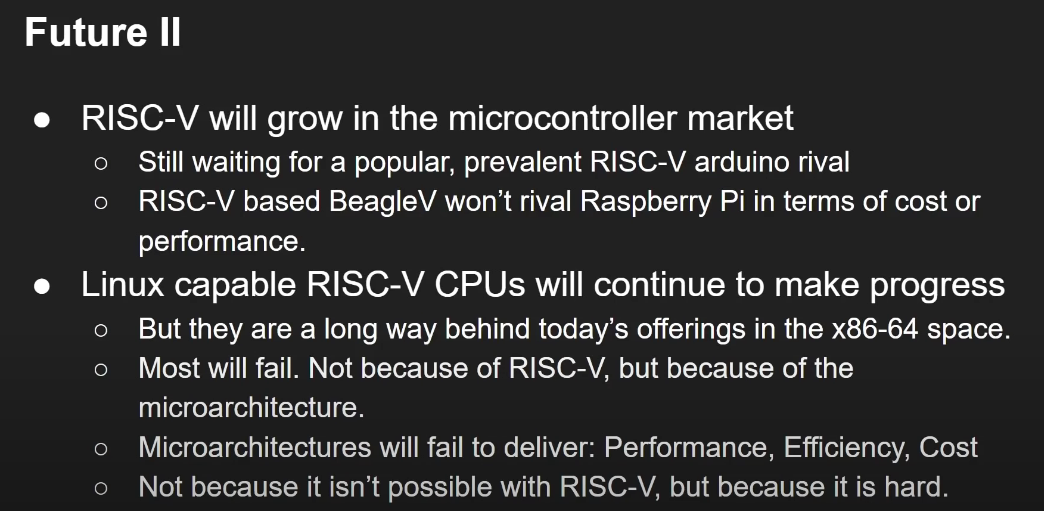 Future II
● RISC-V will grow in the microcontroller market
○ Still waiting for a popular, prevalent RISC-V arduino rival
○ RISC-V based BeagleV won’t rival Raspberry Pi in terms of cost or
performance.
● Linux capable RISC-V CPUs will continue to make progress
○ But they are a long way behind today’s offerings in the x86-64 space.
○ Most will fail. Not because of RISC-V, but because of the
microarchitecture.
○ Microarchitectures will fail to deliver: Performance, Efficiency, Cost
○ Not because it isn’t possible with RISC-V, but because it is hard.